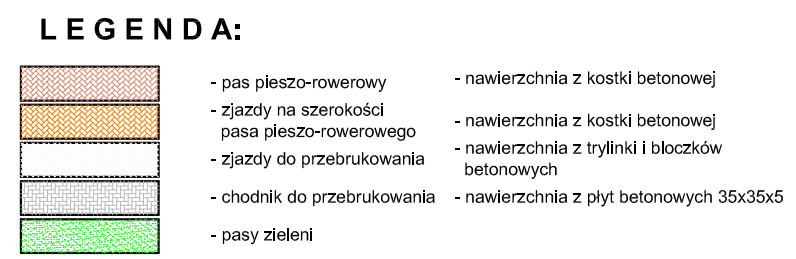 L E G E N D A:
- pas pieszo-rowerowy - nawierzchnia z kostki betonowej
- zjazdy na szerokości
pasa pieszo-rowerowego - nawierzchnia z kostki betonowej
- zjazdy do przebrukowania - nawierzchnia z trylinki i bloczków
betonowych
- chodnik do przebrukowania - nawierzchnia z płyt betonowych 35x35x5
- pasy zieleni